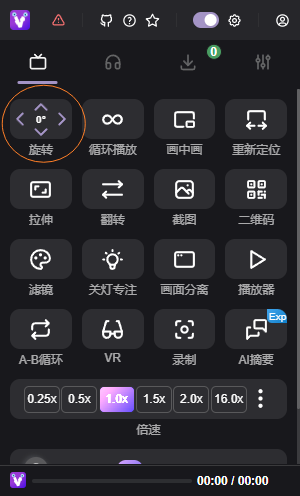 0
0°
旋转 循环播放 画中画 重新定位
拉伸 翻转 截图 二维码
滤镜 关灯专注 画面分离 播放器
Exp
A-B循环 VR 录制 AI摘要
0.25x 0.5x 1.0x 1.5x 2.0x 16.0x
倍速
00:00 / 00:00